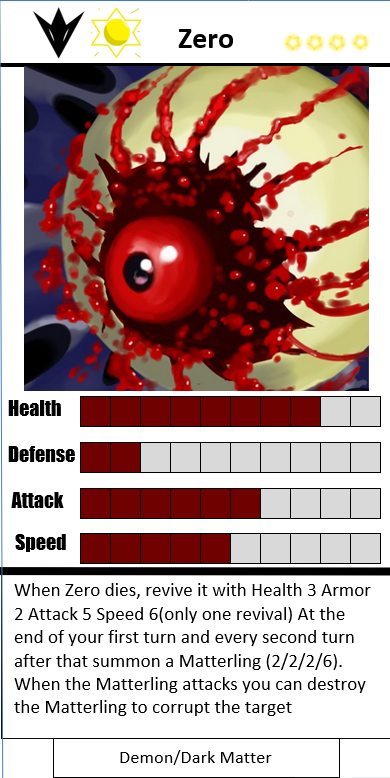 Zero
Health
Defense
Attack
Speed
When Zero dies, revive it with Health 3 Armor
2 Attack 5 Speed 6(only one revival) At the
end of your first turn and every second turn
after that summon a Matterling (2/2/2/6).
When the Matterling attacks you can destroy
the Matterling to corrupt the target
Demon/Dark Matter